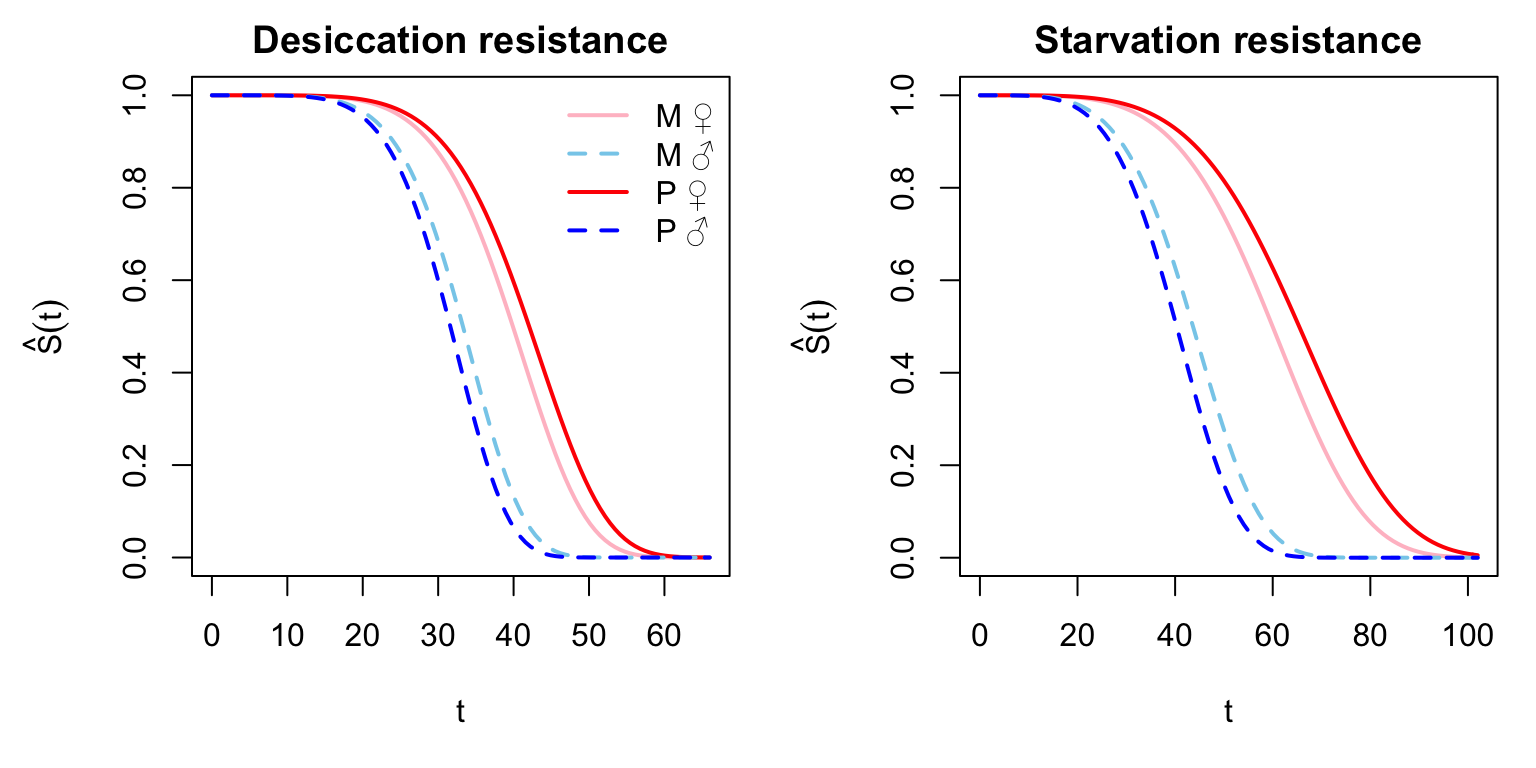 Desiccation resistance
Ŝ(t)
1.0
0.8
0.6
0.4
0.2
0.0
M ♀
M ♂
P ♀
P ♂
0 10 20 30 40 50 60
t
Starvation resistance
Ŝ(t)
1.0
0.8
0.6
0.4
0.2
0.0
0 20 40 60 80 100
t